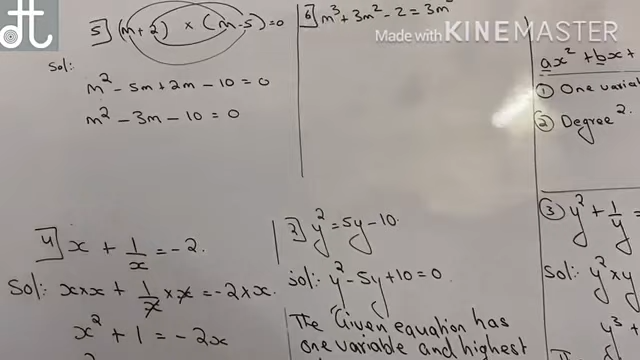 5] (m+2) × (m-5)=0
Sol:
m² - 5m + 2m - 10 = 0
m² - 3m - 10 = 0
6] m³ + 3m² - 2 = 3m
Made with KINEMASTER
ax² + bx +
① One variab
② Degree 2.
4] x + 1/x = -2.
Sol: x×x + 1/x × x = -2×x.
x² + 1 = -2x
2] y² = 5y - 10.
Sol: y² - 5y + 10 = 0.
The Given equation has
one variable and highest
③ y² + 1/y =
Sol: y² × y
y³ +